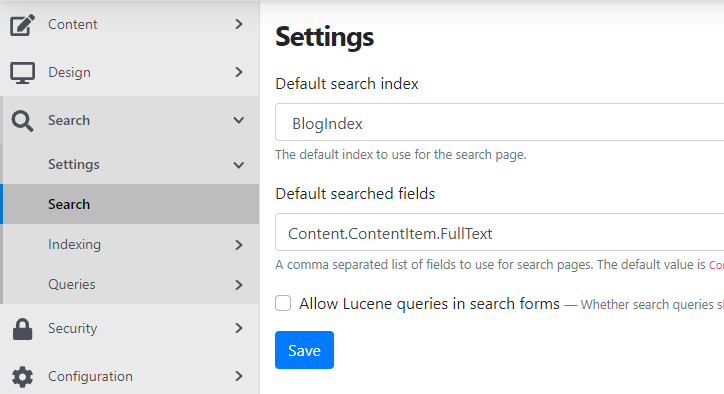 Content
Design
Search
Settings
Search
Indexing
Queries
Security
Configuration
Settings
Default search index
BlogIndex
The default index to use for the search page.
Default searched fields
Content.ContentItem.FullText
A comma separated list of fields to use for search pages. The default value is Co
Allow Lucene queries in search forms — Whether search queries sh
Save